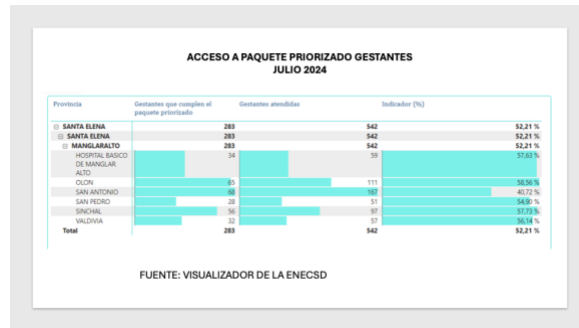 ACCESO A PAQUETE PRIORIZADO GESTANTES
JULIO 2024
Provincia Gestantes que cumplen el paquete priorizado Gestantes atendidas Indicador (%)
SANTA ELENA 283 542 52,21 %
SANTA ELENA 283 542 52,21 %
MANGLARALTO 283 542 52,21 %
HOSPITAL BASICO DE MANGLAR ALTO 34 59 57,63 %
OLON 65 111 58,56 %
SAN ANTONIO 68 167 40,72 %
SAN PEDRO 28 51 54,90 %
SINCHAL 56 97 57,73 %
VALDIVIA 32 57 56,14 %
Total 283 542 52,21 %
FUENTE: VISUALIZADOR DE LA ENECSD